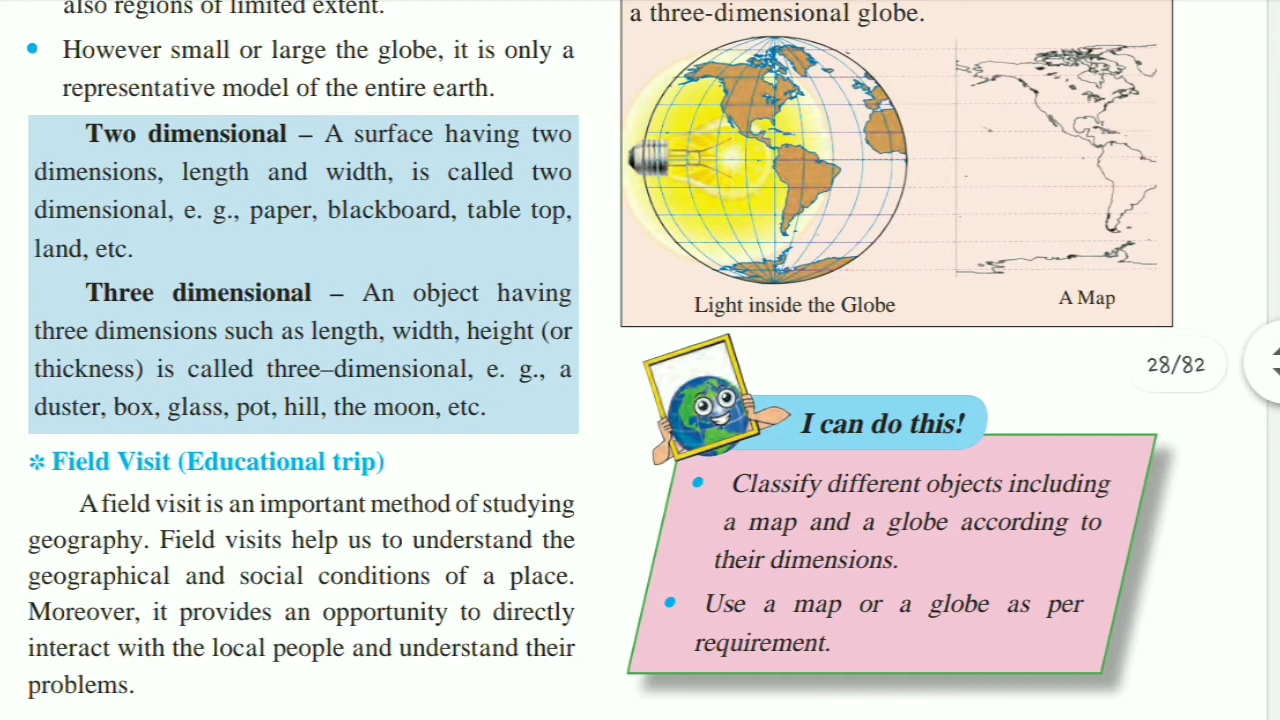 also regions of limited extent.
• However small or large the globe, it is only a
representative model of the entire earth.
Two dimensional – A surface having two
dimensions, length and width, is called two
dimensional, e. g., paper, blackboard, table top,
land, etc.
Three dimensional – An object having
three dimensions such as length, width, height (or
thickness) is called three–dimensional, e. g., a
duster, box, glass, pot, hill, the moon, etc.
✻ Field Visit (Educational trip)
A field visit is an important method of studying
geography. Field visits help us to understand the
geographical and social conditions of a place.
Moreover, it provides an opportunity to directly
interact with the local people and understand their
problems.
a three-dimensional globe.
Light inside the Globe
A Map
28/82
I can do this!
• Classify different objects including
a map and a globe according to
their dimensions.
• Use a map or a globe as per
requirement.